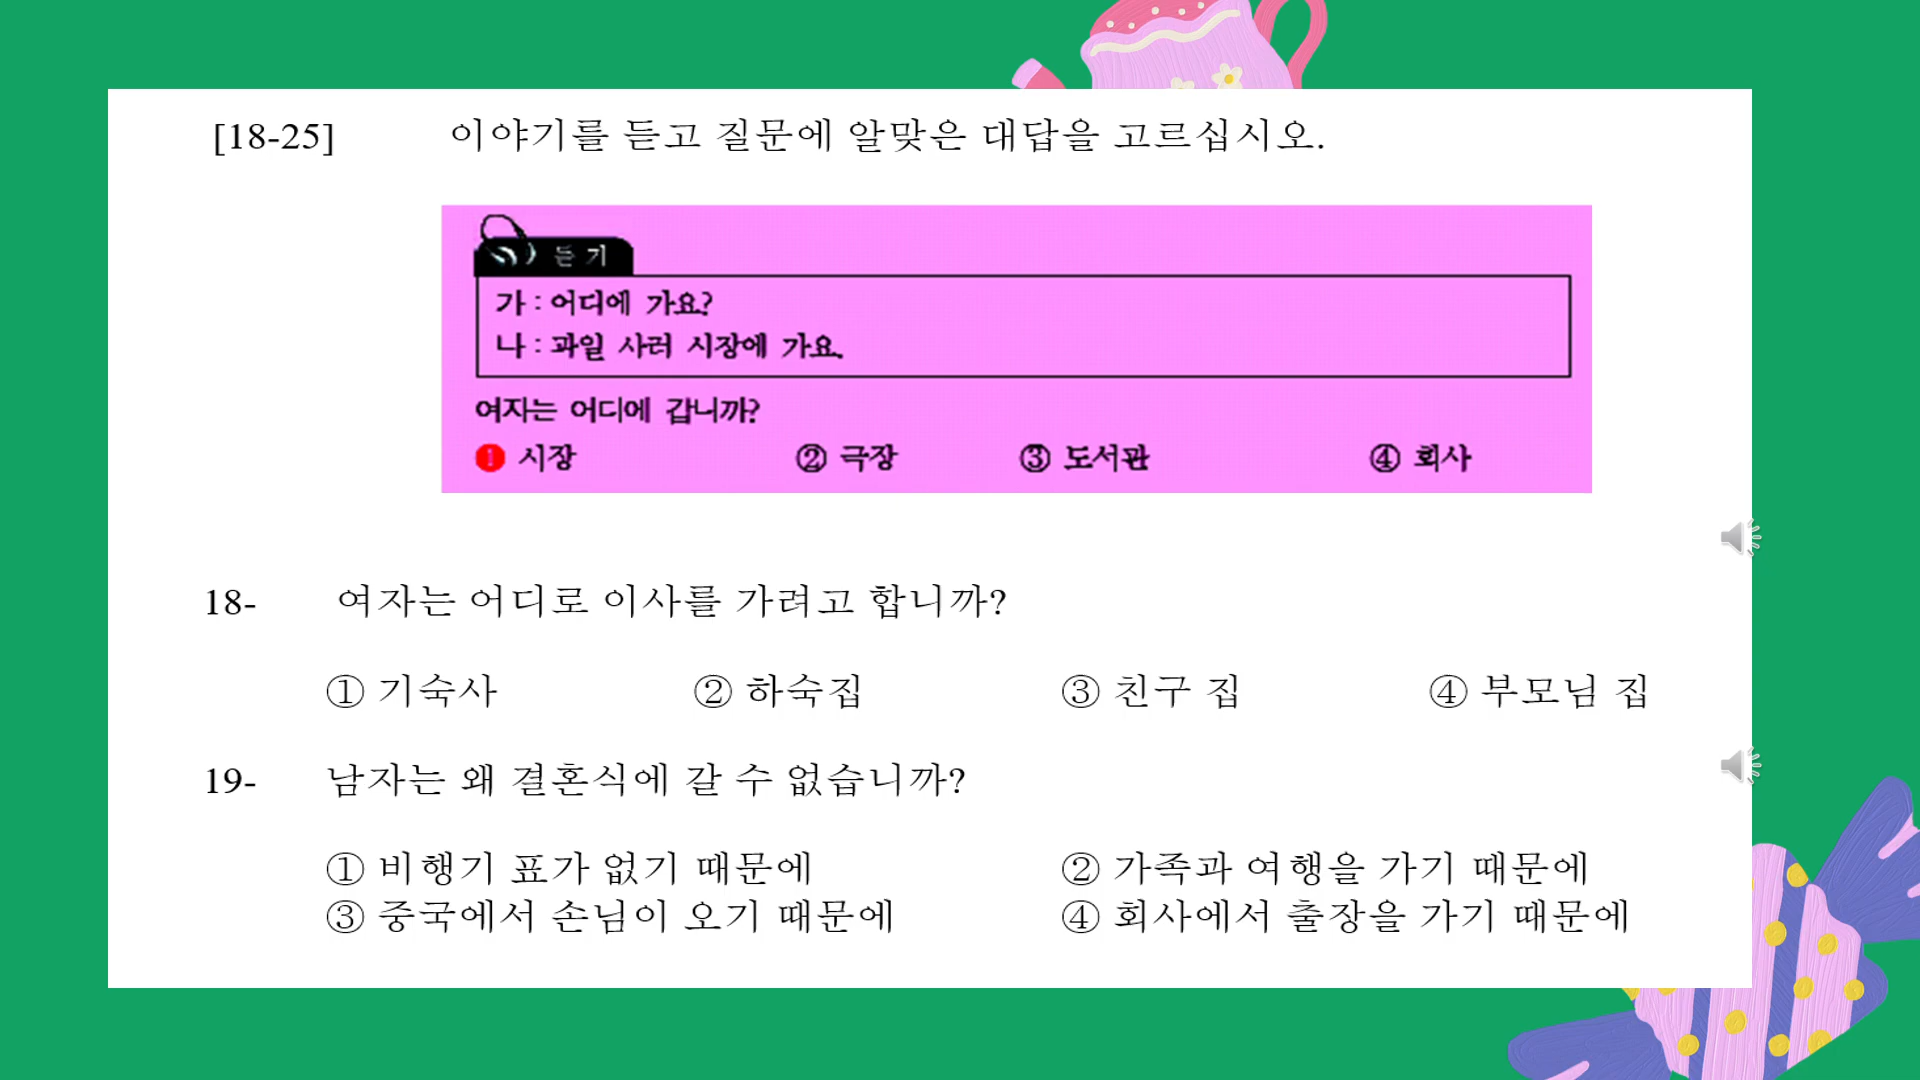 [18-25] 이야기를 듣고 질문에 알맞은 대답을 고르십시오.
듣기
가 : 어디에 가요?
나 : 과일 사러 시장에 가요.
여자는 어디에 갑니까?
❶ 시장 ② 극장 ③ 도서관 ④ 회사
18- 여자는 어디로 이사를 가려고 합니까?
① 기숙사 ② 하숙집 ③ 친구 집 ④ 부모님 집
19- 남자는 왜 결혼식에 갈 수 없습니까?
① 비행기 표가 없기 때문에 ② 가족과 여행을 가기 때문에
③ 중국에서 손님이 오기 때문에 ④ 회사에서 출장을 가기 때문에